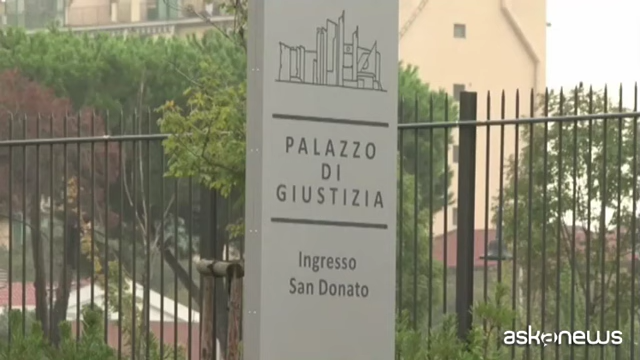 PALAZZO
DI
GIUSTIZIA
Ingresso
San Donato
askanews